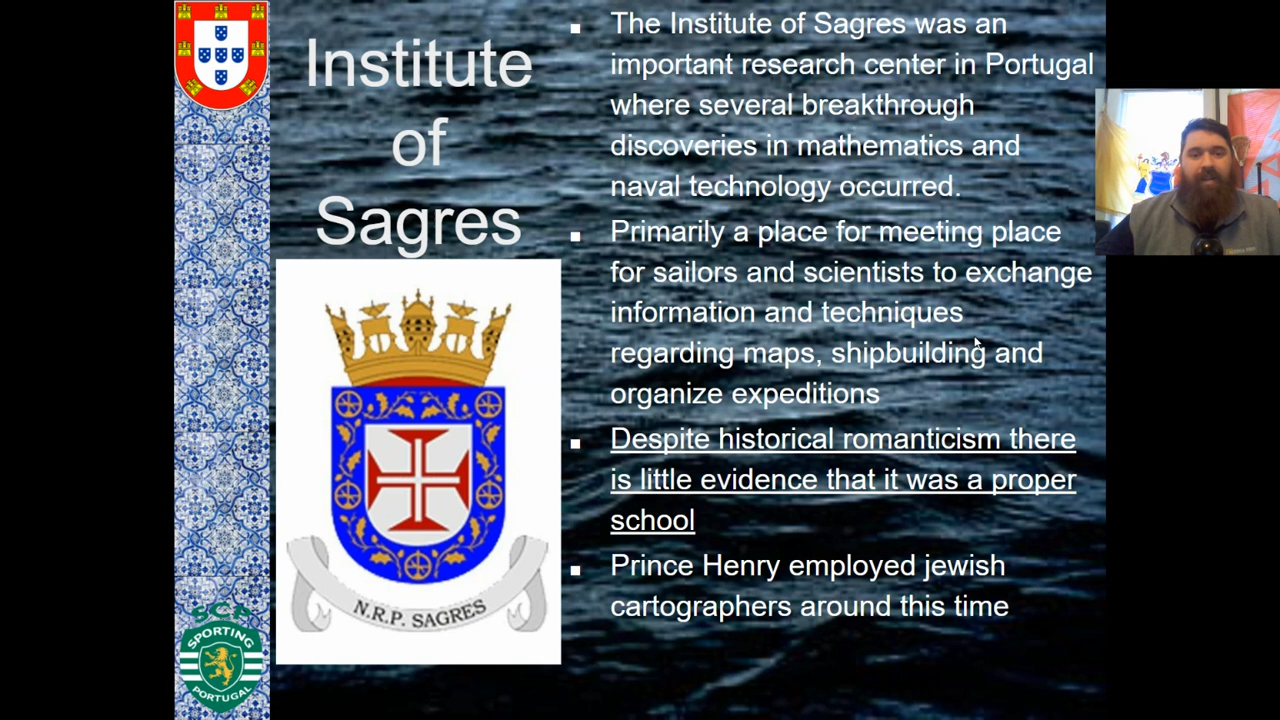 Institute
of
Sagres
N.R.P. SAGRES
SCP
SPORTING
PORTUGAL
▪ The Institute of Sagres was an
important research center in Portugal
where several breakthrough
discoveries in mathematics and
naval technology occurred.
▪ Primarily a place for meeting place
for sailors and scientists to exchange
information and techniques
regarding maps, shipbuilding and
organize expeditions
▪ Despite historical romanticism there
is little evidence that it was a proper
school
▪ Prince Henry employed jewish
cartographers around this time